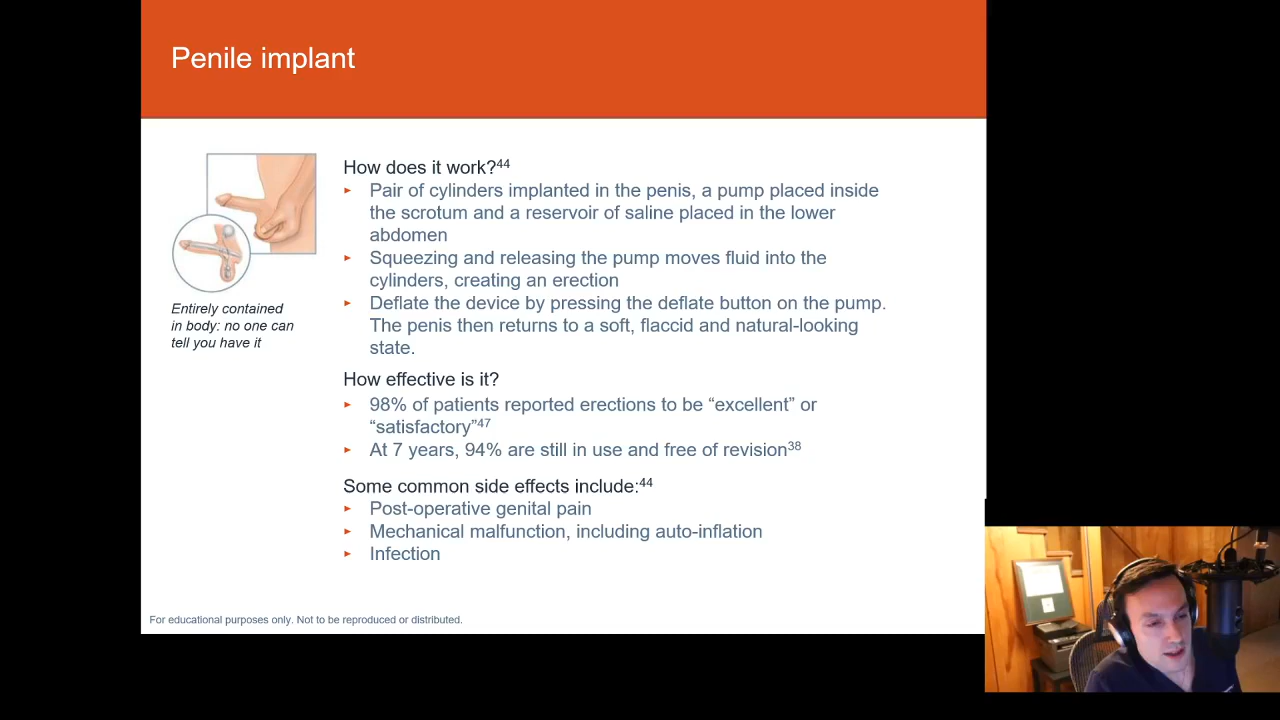 Penile implant
How does it work?44
▸ Pair of cylinders implanted in the penis, a pump placed inside
the scrotum and a reservoir of saline placed in the lower
abdomen
▸ Squeezing and releasing the pump moves fluid into the
cylinders, creating an erection
▸ Deflate the device by pressing the deflate button on the pump.
The penis then returns to a soft, flaccid and natural-looking
state.
Entirely contained
in body: no one can
tell you have it
How effective is it?
▸ 98% of patients reported erections to be “excellent” or
“satisfactory”47
▸ At 7 years, 94% are still in use and free of revision38
Some common side effects include:44
▸ Post-operative genital pain
▸ Mechanical malfunction, including auto-inflation
▸ Infection
For educational purposes only. Not to be reproduced or distributed.